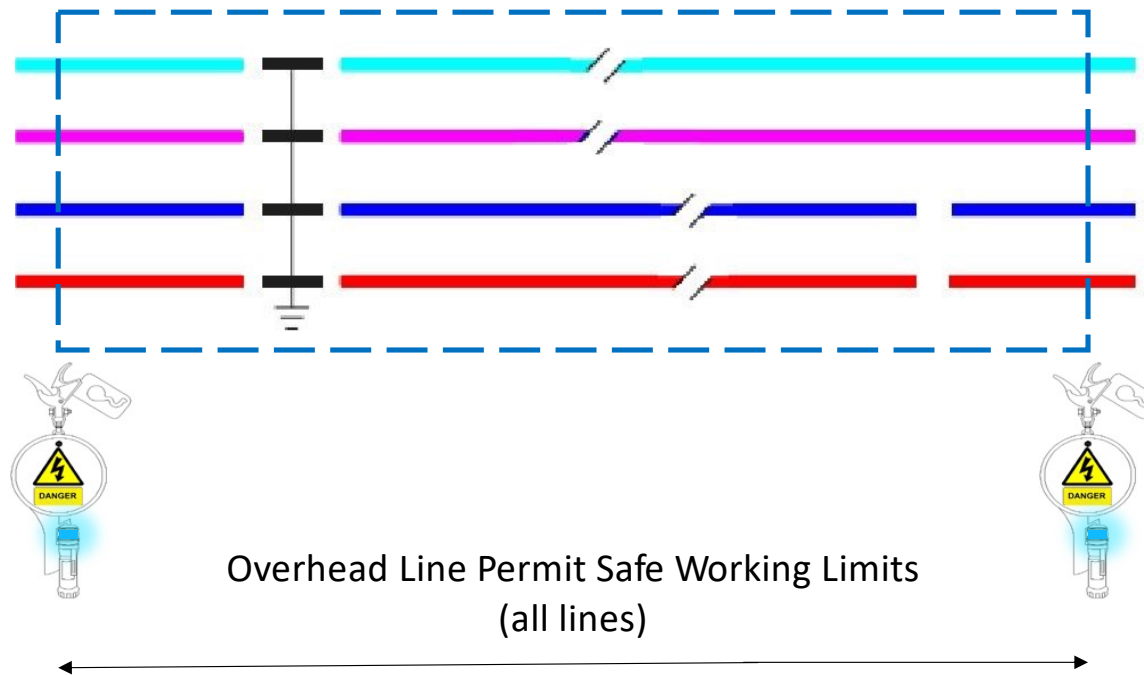 DANGER
DANGER
Overhead Line Permit Safe Working Limits
(all lines)